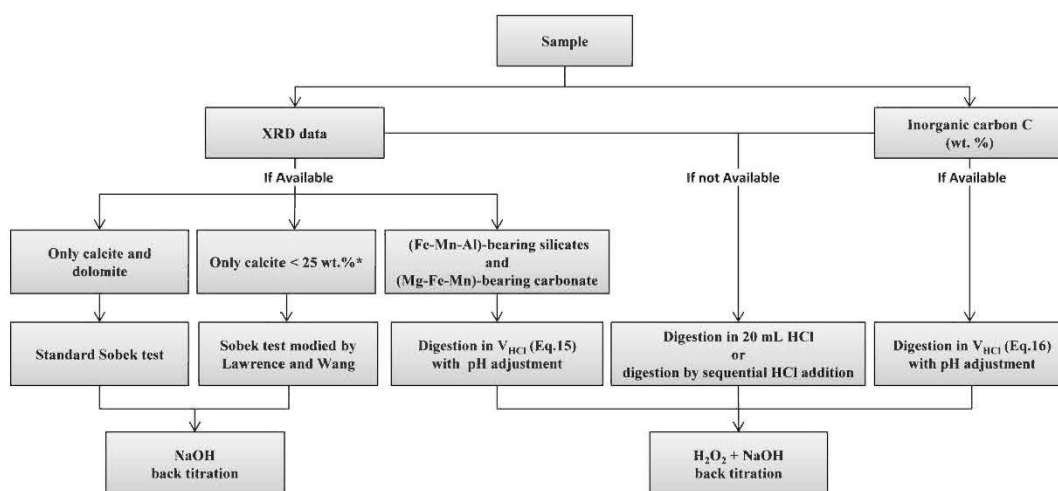 Sample
XRD data
Inorganic carbon C
(wt. %)
If Available
If not Available
If Available
Only calcite and
dolomite
Only calcite < 25 wt.%*
(Fe-Mn-Al)-bearing silicates
and
(Mg-Fe-Mn)-bearing carbonate
Standard Sobek test
Sobek test modied by
Lawrence and Wang
Digestion in VHCl (Eq.15)
with pH adjustment
Digestion in 20 mL HCl
or
digestion by sequential HCl addition
Digestion in VHCl (Eq.16)
with pH adjustment
NaOH
back titration
H₂O₂ + NaOH
back titration